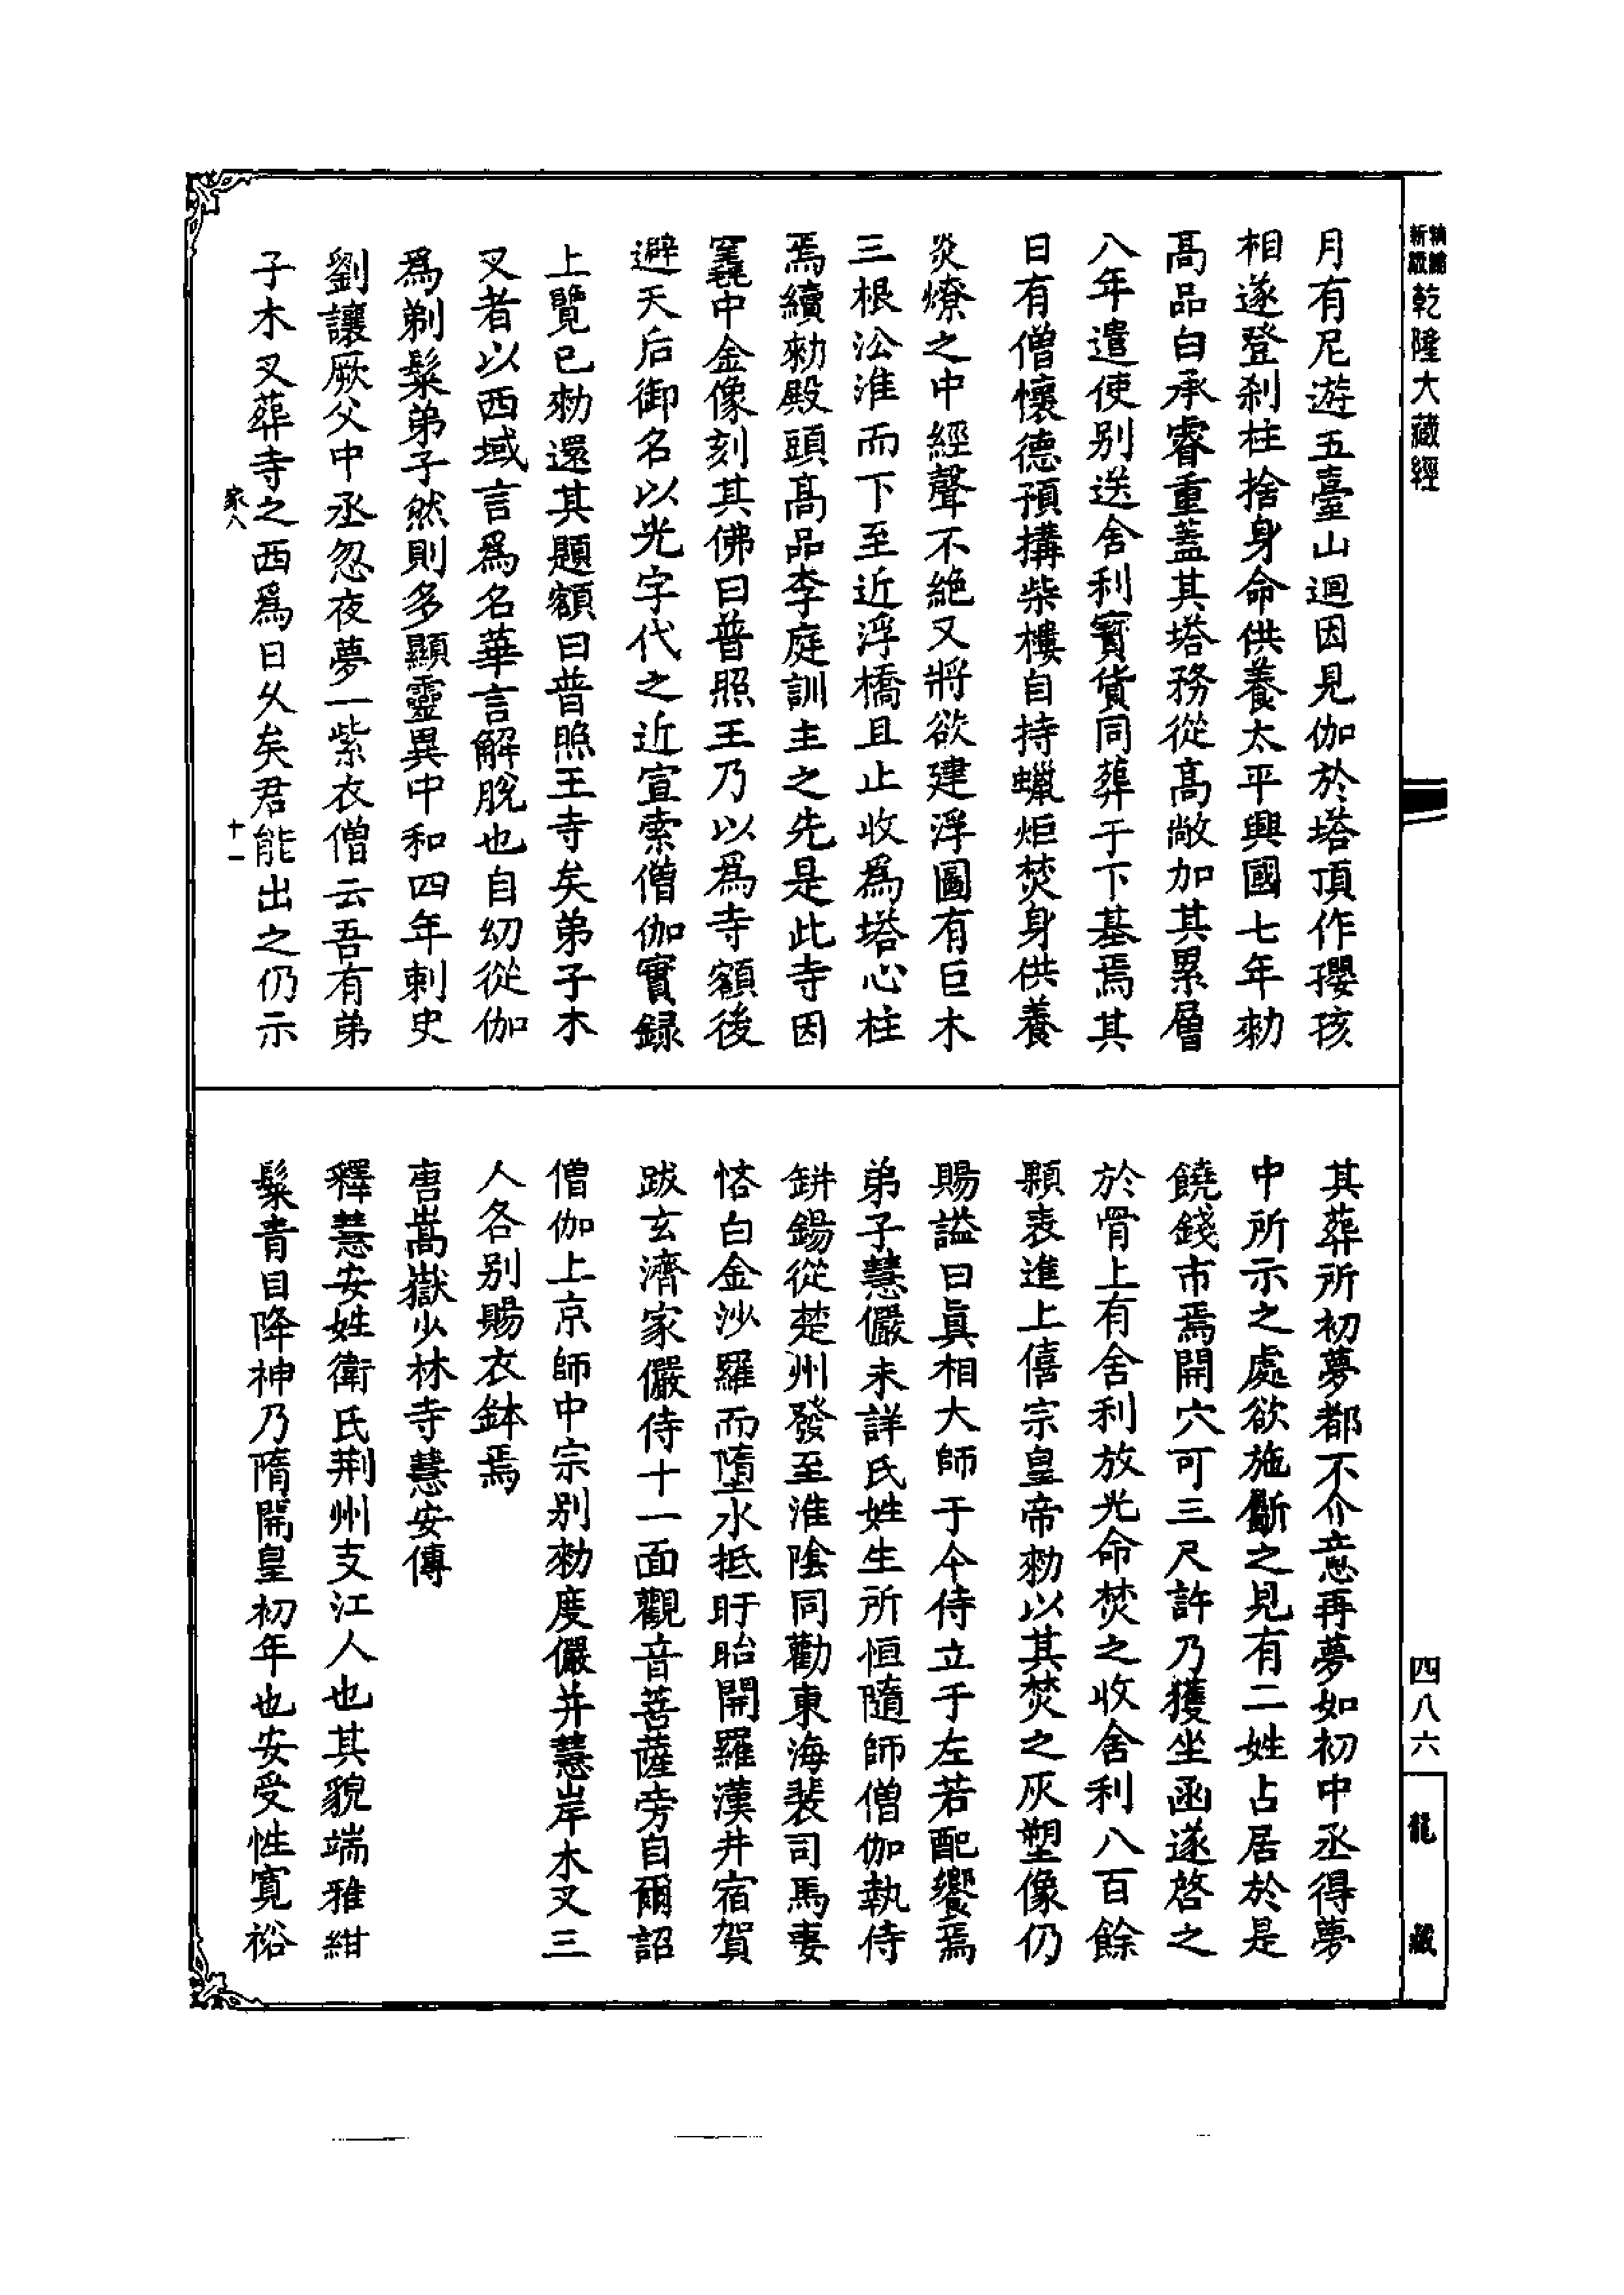 新編縮版
乾隆大藏經
四八六
龍藏
月有尼遊五臺山迴因見伽於塔頂作瓔孩
相遂登刹柱捨身命供養太平興國七年勑
高品白承睿重蓋其塔務從高敞加其累層
八年遣使别送舍利寳貨同葬于下基焉其
日有僧懷德預搆柴樓自持蠟炬焚身供養
炎燎之中經聲不絶又將欲建浮圖有巨木
三根㳂淮而下至近浮橋且止收爲塔心柱
焉續勑殿頭高品李庭訓主之先是此寺因
窺中金像刻其佛曰普照王乃以爲寺額後
避天后御名以光字代之近宣索僧伽實録
上覽已勑還其題額曰普照王寺矣弟子木
叉者以西域言爲名華言解脫也自幼從伽
爲剃鬀弟子然則多顯靈異中和四年刺史
劉讓厥父中丞忽夜夢一紫衣僧云吾有弟
子木叉葬寺之西爲日久矣君能出之仍示
家八
十一
其葬所初夢都不介意再夢如初中丞得夢
中所示之處欲施斸之見有二姓占居於是
饒錢市焉開穴可三尺許乃獲坐函遂啓之
於骨上有舍利放光命焚之收舍利八百餘
顆表進上僖宗皇帝勑以其焚之灰塑像仍
賜謚曰眞相大師于今侍立于左若配饗焉
弟子慧儼未詳氏姓生所恒隨師僧伽執侍
缾錫從楚州發至淮陰同勸東海裴司馬妻
悋白金沙羅而墮水抵盱眙開羅漢井宿賀
跋玄濟家儼侍十一面觀音菩薩旁自爾詔
僧伽上京師中宗别勑度儼并慧岸木叉三
人各别賜衣鉢焉
唐嵩嶽少林寺慧安傳
釋慧安姓衛氏荆州支江人也其貌端雅紺
鬀青目降神乃隋開皇初年也安受性寛裕